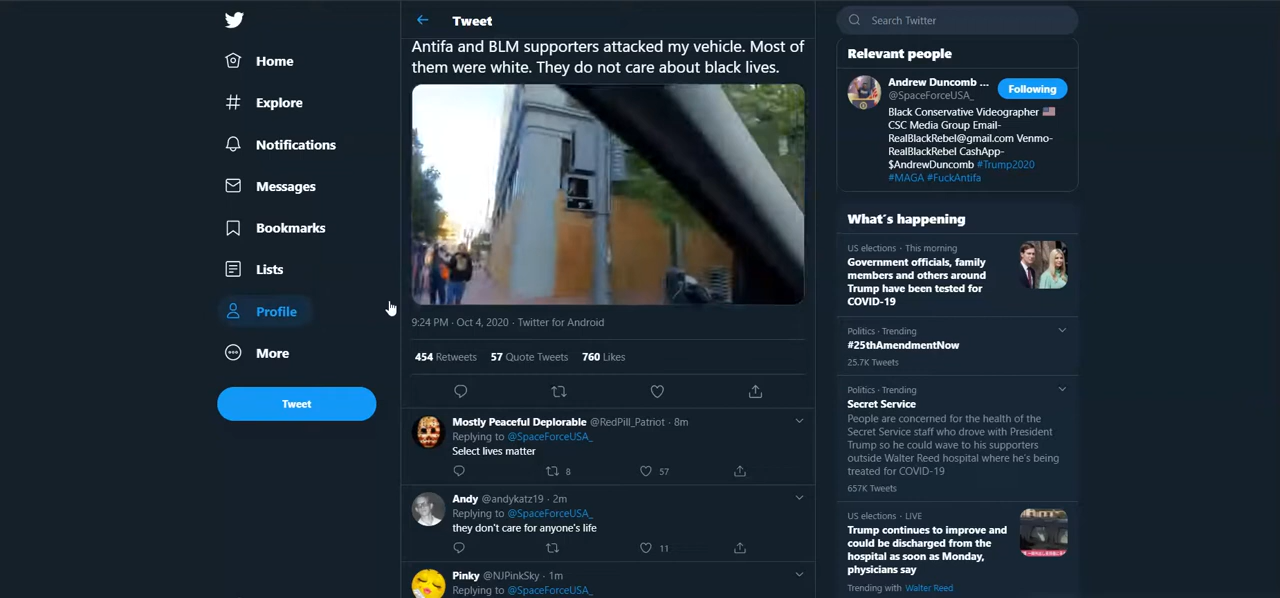 Home
Explore
Notifications
Messages
Bookmarks
Lists
Profile
More
Tweet
Tweet
Antifa and BLM supporters attacked my vehicle. Most of
them were white. They do not care about black lives.
9:24 PM · Oct 4, 2020 · Twitter for Android
454 Retweets 57 Quote Tweets 760 Likes
Mostly Peaceful Deplorable @RedPill_Patriot · 8m
Replying to @SpaceForceUSA_
Select lives matter
8 57
Andy @andykatz19 · 2m
Replying to @SpaceForceUSA_
they don't care for anyone's life
11
Pinky @NJPinkSky · 1m
Replying to @SpaceForceUSA_
Search Twitter
Relevant people
Andrew Duncomb ...
@SpaceForceUSA_
Following
Black Conservative Videographer 🇺🇸
CSC Media Group Email-
RealBlackRebel@gmail.com Venmo-
RealBlackRebel CashApp-
$AndrewDuncomb #Trump2020
#MAGA #FuckAntifa
What's happening
US elections · This morning
Government officials, family
members and others around
Trump have been tested for
COVID-19
Politics · Trending
#25thAmendmentNow
25.7K Tweets
Politics · Trending
Secret Service
People are concerned for the health of the
Secret Service staff who drove with President
Trump so he could wave to his supporters
outside Walter Reed hospital where he's being
treated for COVID-19
657K Tweets
US elections · LIVE
Trump continues to improve and
could be discharged from the
hospital as soon as Monday,
physicians say
Trending with Walter Reed